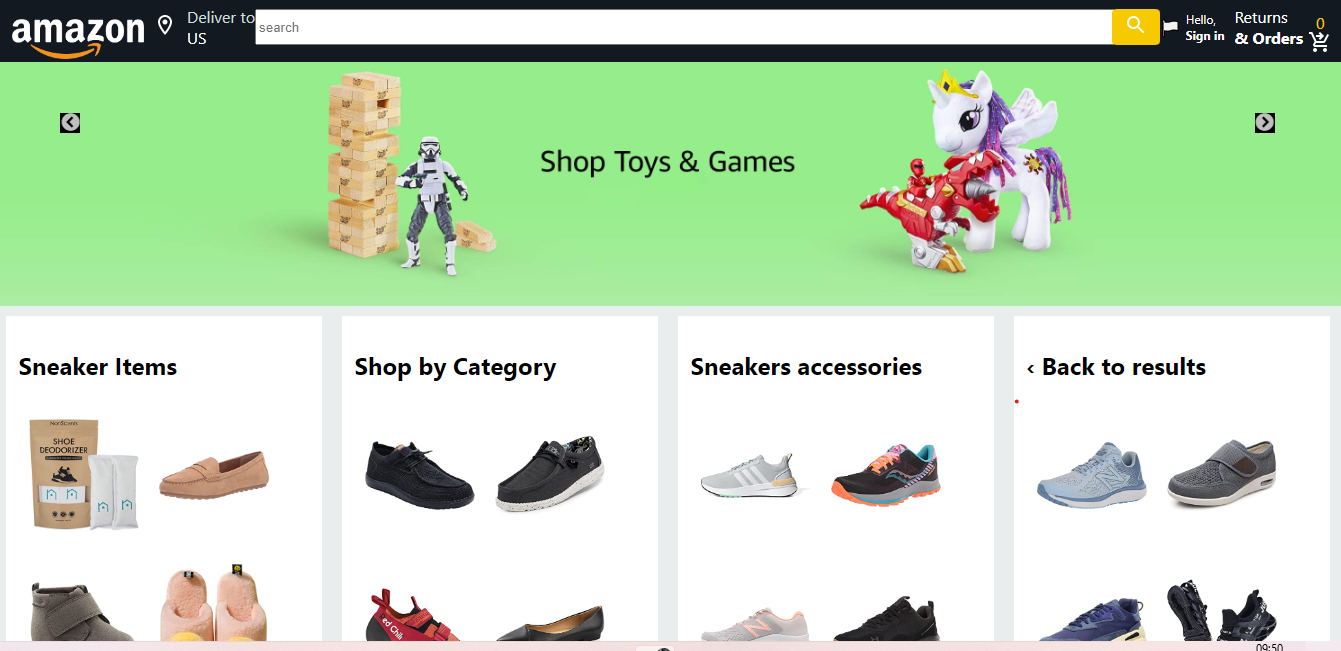 amazon
Deliver to
US
search
Hello,
Sign in
Returns
& Orders
0
Shop Toys & Games
Sneaker Items
Shop by Category
Sneakers accessories
‹ Back to results
NonScents
SHOE
DEODORIZER
ed Chili
09:50